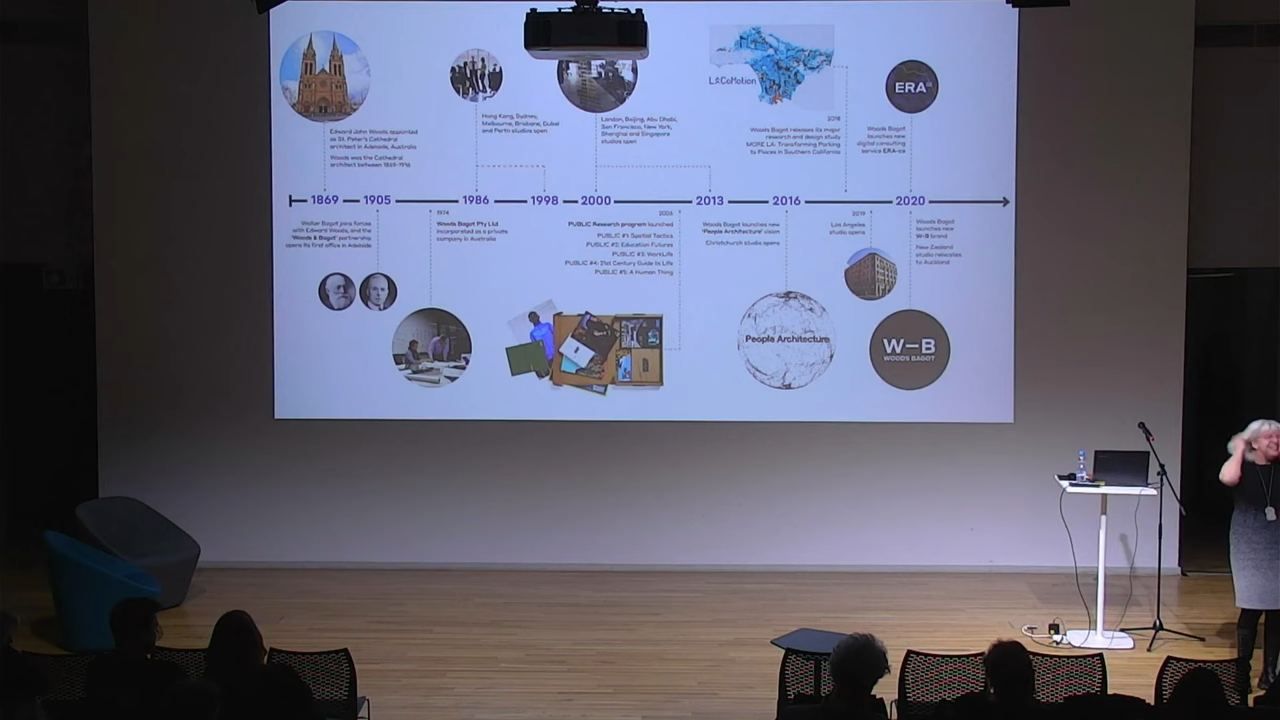 Edward John Woods appointed
as St. Peter's Cathedral
architect in Adelaide, Australia
Woods was the Cathedral
architect between 1869-1916
Hong Kong, Sydney,
Melbourne, Brisbane, Dubai
and Perth studios open
London, Beijing, Abu Dhabi,
San Francisco, New York,
Shanghai and Singapore
studios open
LACoMotion
2018
Woods Bagot releases its major
research and design study
MORE LA: Transforming Parking
to Places in Southern California
ERA
Woods Bagot
launches new
digital consulting
service ERA-co
1869
1905
1986
1998
2000
2013
2016
2020
Walter Bagot joins forces
with Edward Woods, and the
'Woods & Bagot' partnership
opens its first office in Adelaide
1974
Woods Bagot Pty Ltd
incorporated as a private
company in Australia
2006
PUBLIC Research program launched
PUBLIC #1: Spatial Tactics
PUBLIC #2: Education Futures
PUBLIC #3: WorkLife
PUBLIC #4: 21st Century Guide to Life
PUBLIC #5: A Human Thing
Woods Bagot launches new
'People Architecture' vision
Christchurch studio opens
2019
Los Angeles
studio opens
Woods Bagot
launches new
W-B brand
New Zealand
studio relocates
to Auckland
People Architecture
W–B
WOODS BAGOT